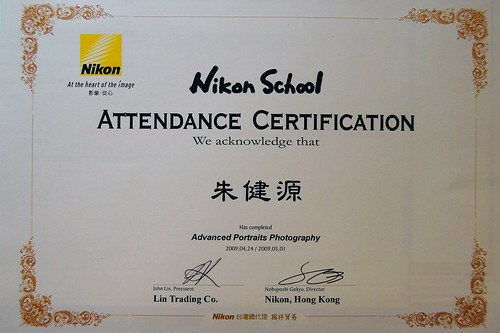 Nikon
At the heart of the image
影像·從心
Nikon School
ATTENDANCE CERTIFICATION
We acknowledge that
朱健源
Has completed
Advanced Portraits Photography
2009.04.24 / 2009.05.01
John Lin, President
Nobuyoshi Gokyu, Director
Lin Trading Co.
Nikon, Hong Kong
Nikon 台灣總代理 國祥貿易